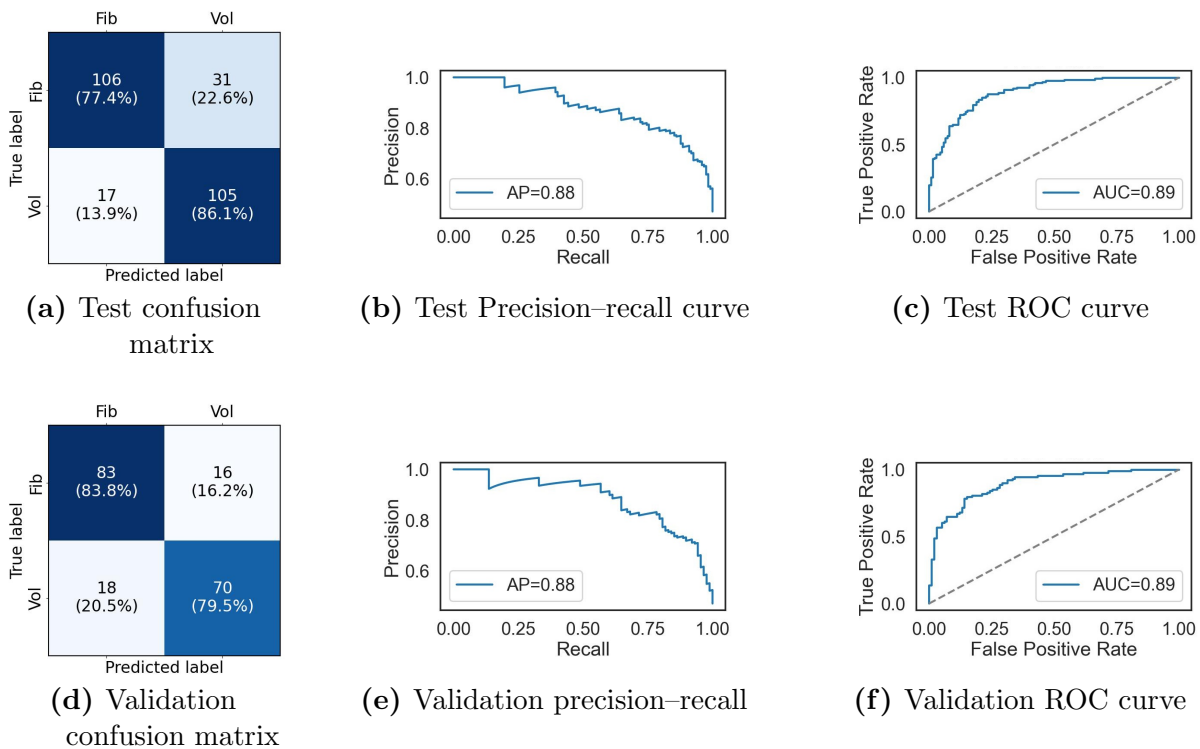 Fib Vol
True label
Fib
106
(77.4%)
31
(22.6%)
Vol
17
(13.9%)
105
(86.1%)
Predicted label
(a) Test confusion
matrix
Precision
1.0
0.8
0.6
AP=0.88
0.00 0.25 0.50 0.75 1.00
Recall
(b) Test Precision–recall curve
True Positive Rate
1.0
0.5
0.0
AUC=0.89
0.00 0.25 0.50 0.75 1.00
False Positive Rate
(c) Test ROC curve
Fib Vol
True label
Fib
83
(83.8%)
16
(16.2%)
Vol
18
(20.5%)
70
(79.5%)
Predicted label
(d) Validation
confusion matrix
Precision
1.0
0.8
0.6
AP=0.88
0.00 0.25 0.50 0.75 1.00
Recall
(e) Validation precision–recall
True Positive Rate
1.0
0.5
0.0
AUC=0.89
0.00 0.25 0.50 0.75 1.00
False Positive Rate
(f) Validation ROC curve